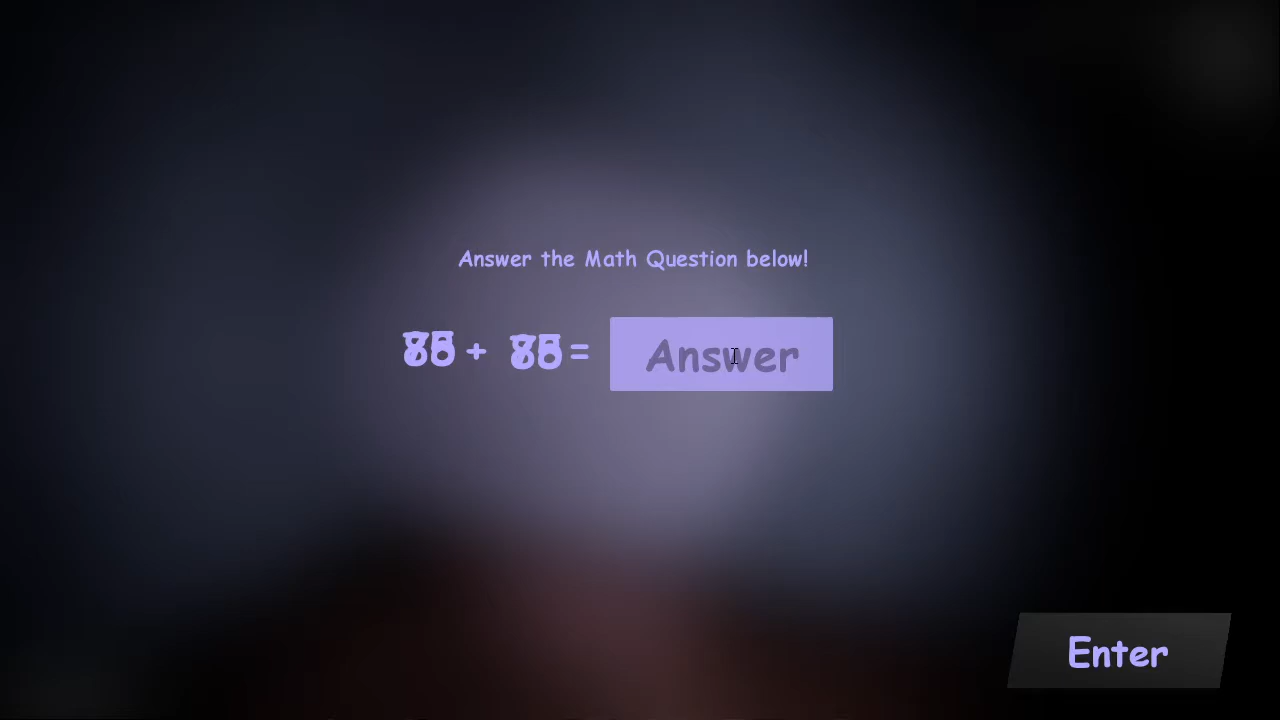 Answer the Math Question below!
+ = Answer
Enter